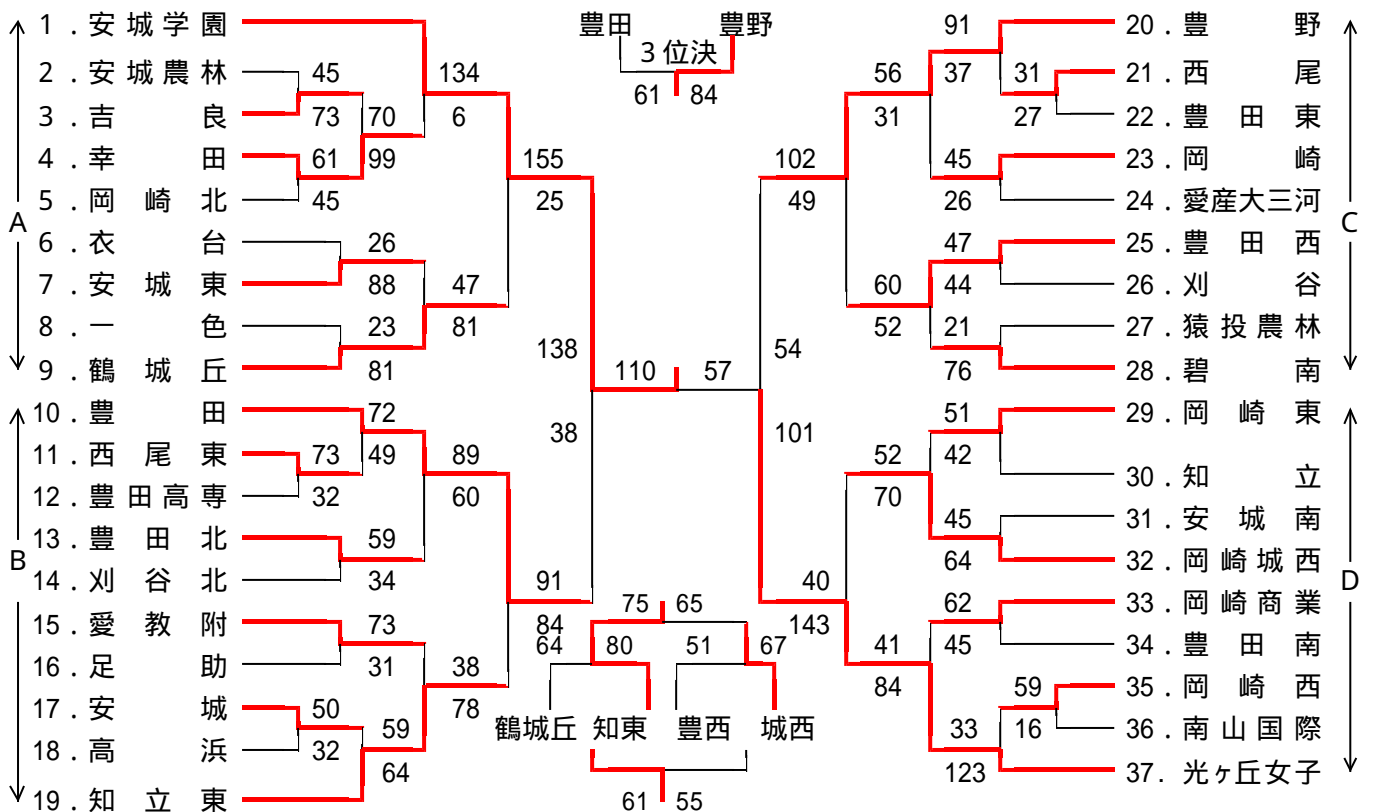 1．安城学園
2．安城農林
3．吉良
4．幸田
5．岡崎北
6．衣台
7．安城東
8．一色
9．鶴城丘
10．豊田
11．西尾東
12．豊田高専
13．豊田北
14．刈谷北
15．愛教附
16．足助
17．安城
18．高浜
19．知立東
A
B
45
73
61
45
70
99
134
6
26
88
23
81
47
81
155
25
138
38
72
49
73
32
59
34
89
60
73
31
50
32
59
64
38
78
91
84
豊田 豊野
3位決
61 84
110 57
75 65
64 80 51 67
鶴城丘 知東 豊西 城西
61 55
54
101
102
49
56
31
91
37
31
27
45
26
60
52
47
44
21
76
40
143
52
70
51
42
45
64
41
84
62
45
33
123
59
16
20．豊野
21．西尾
22．豊田東
23．岡崎
24．愛産大三河
25．豊田西
26．刈谷
27．猿投農林
28．碧南
29．岡崎東
30．知立
31．安城南
32．岡崎城西
33．岡崎商業
34．豊田南
35．岡崎西
36．南山国際
37．光ヶ丘女子
C
D